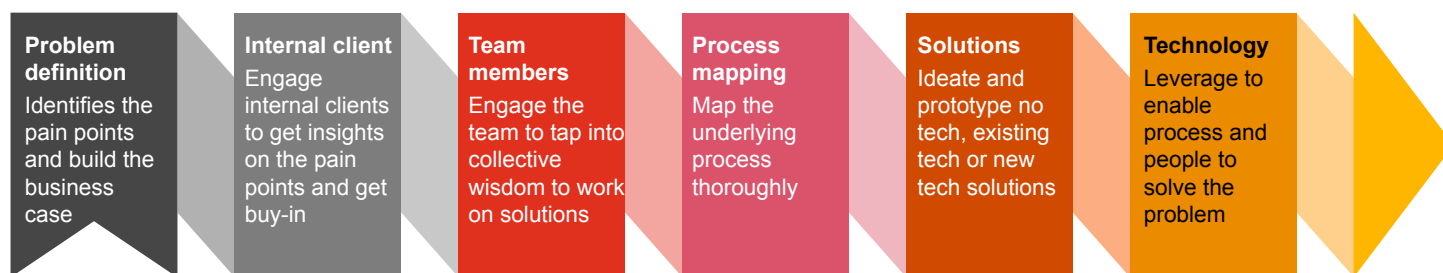 Problem
definition
Identifies the
pain points
and build the
business
case
Internal client
Engage
internal clients
to get insights
on the pain
points and get
buy-in
Team
members
Engage the
team to tap into
collective
wisdom to work
on solutions
Process
mapping
Map the
underlying
process
thoroughly
Solutions
Ideate and
prototype no
tech, existing
tech or new
tech solutions
Technology
Leverage to
enable
process and
people to
solve the
problem